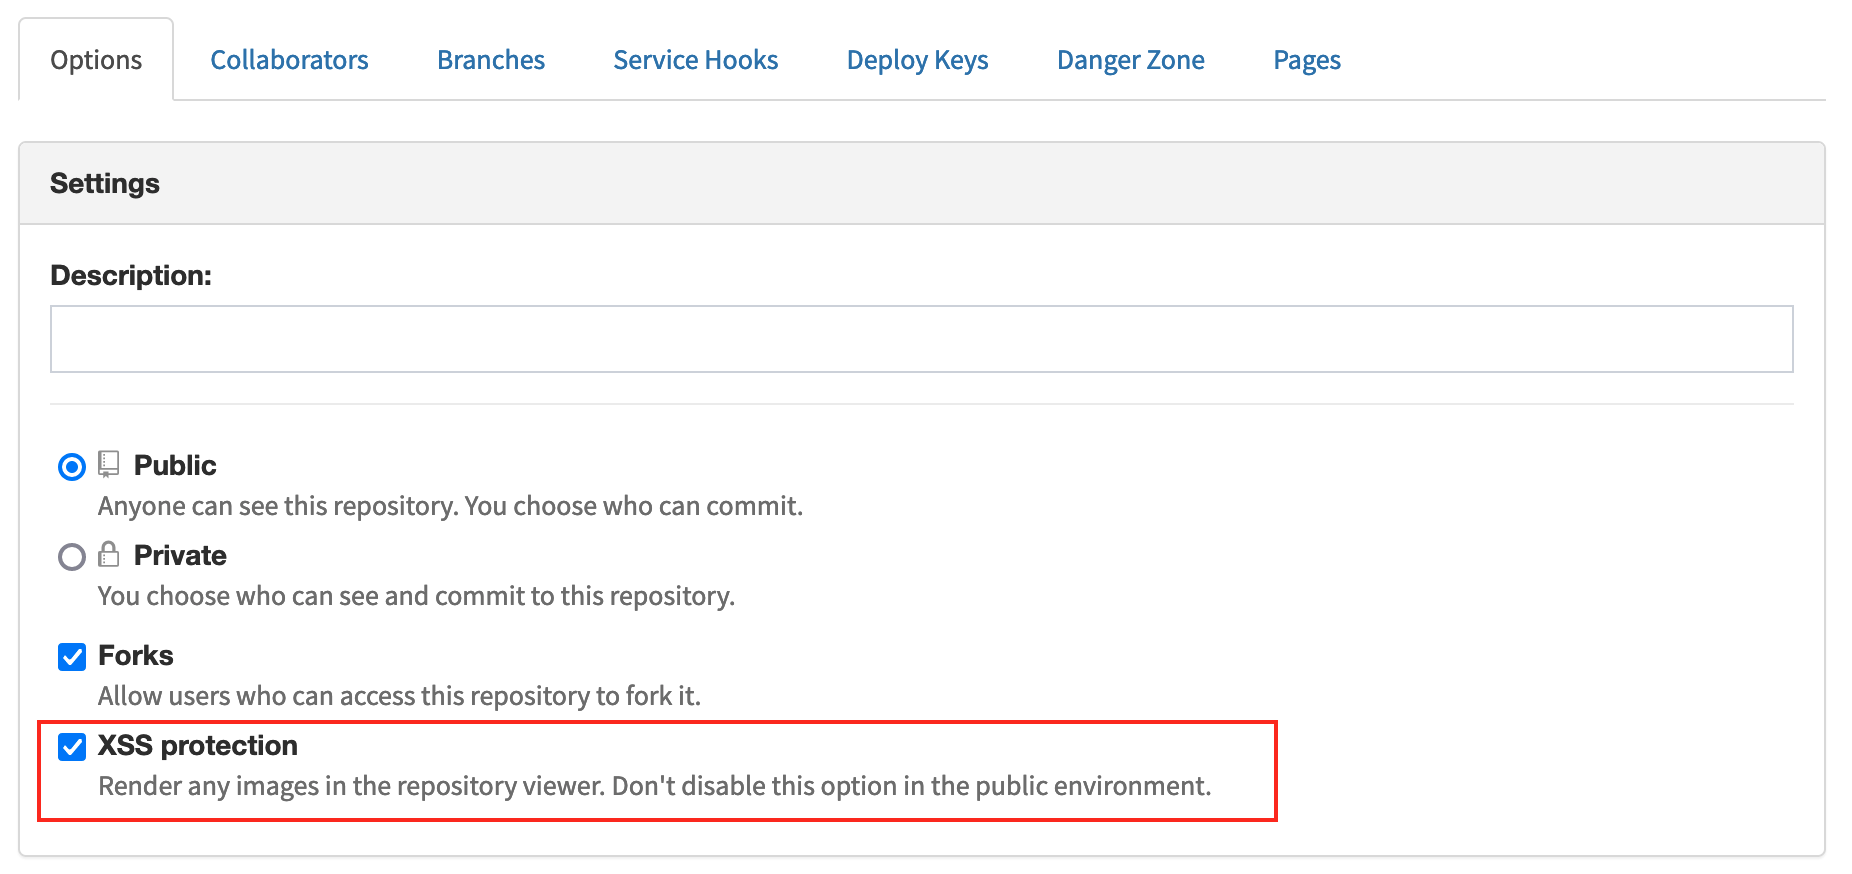 Options Collaborators Branches Service Hooks Deploy Keys Danger Zone Pages
Settings
Description:
Public
Anyone can see this repository. You choose who can commit.
Private
You choose who can see and commit to this repository.
Forks
Allow users who can access this repository to fork it.
XSS protection
Render any images in the repository viewer. Don't disable this option in the public environment.